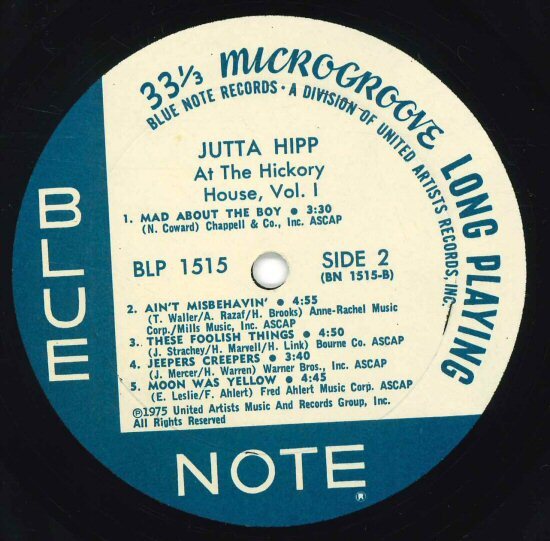 33⅓ MICROGROOVE LONG PLAYING
BLUE NOTE RECORDS • A DIVISION OF UNITED ARTISTS RECORDS, INC.
JUTTA HIPP
At The Hickory
House, Vol. I
1. MAD ABOUT THE BOY • 3:30
(N. Coward) Chappell & Co., Inc. ASCAP
BLP 1515
SIDE 2
(BN 1515-B)
2. AIN'T MISBEHAVIN' • 4:55
(T. Waller/A. Razaf/H. Brooks) Anne-Rachel Music
Corp./Mills Music, Inc. ASCAP
3. THESE FOOLISH THINGS • 4:50
(J. Strachey/H. Marvell/H. Link) Bourne Co. ASCAP
4. JEEPERS CREEPERS • 3:40
(J. Mercer/H. Warren) Warner Bros., Inc. ASCAP
5. MOON WAS YELLOW • 4:45
(E. Leslie/F. Ahlert) Fred Ahlert Music Corp. ASCAP
℗1975 United Artists Music And Records Group, Inc.
All Rights Reserved
BLUE
NOTE
®